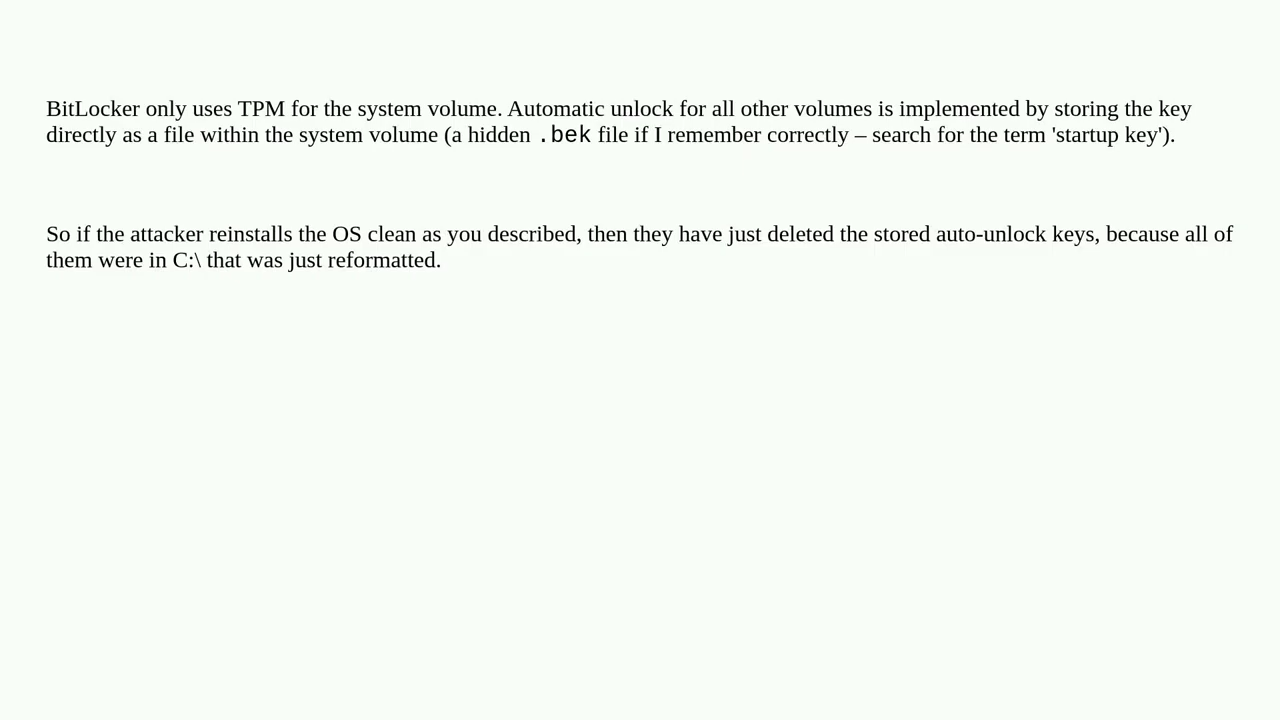 BitLocker only uses TPM for the system volume. Automatic unlock for all other volumes is implemented by storing the key
directly as a file within the system volume (a hidden .bek file if I remember correctly – search for the term 'startup key').
So if the attacker reinstalls the OS clean as you described, then they have just deleted the stored auto-unlock keys, because all of
them were in C:\ that was just reformatted.